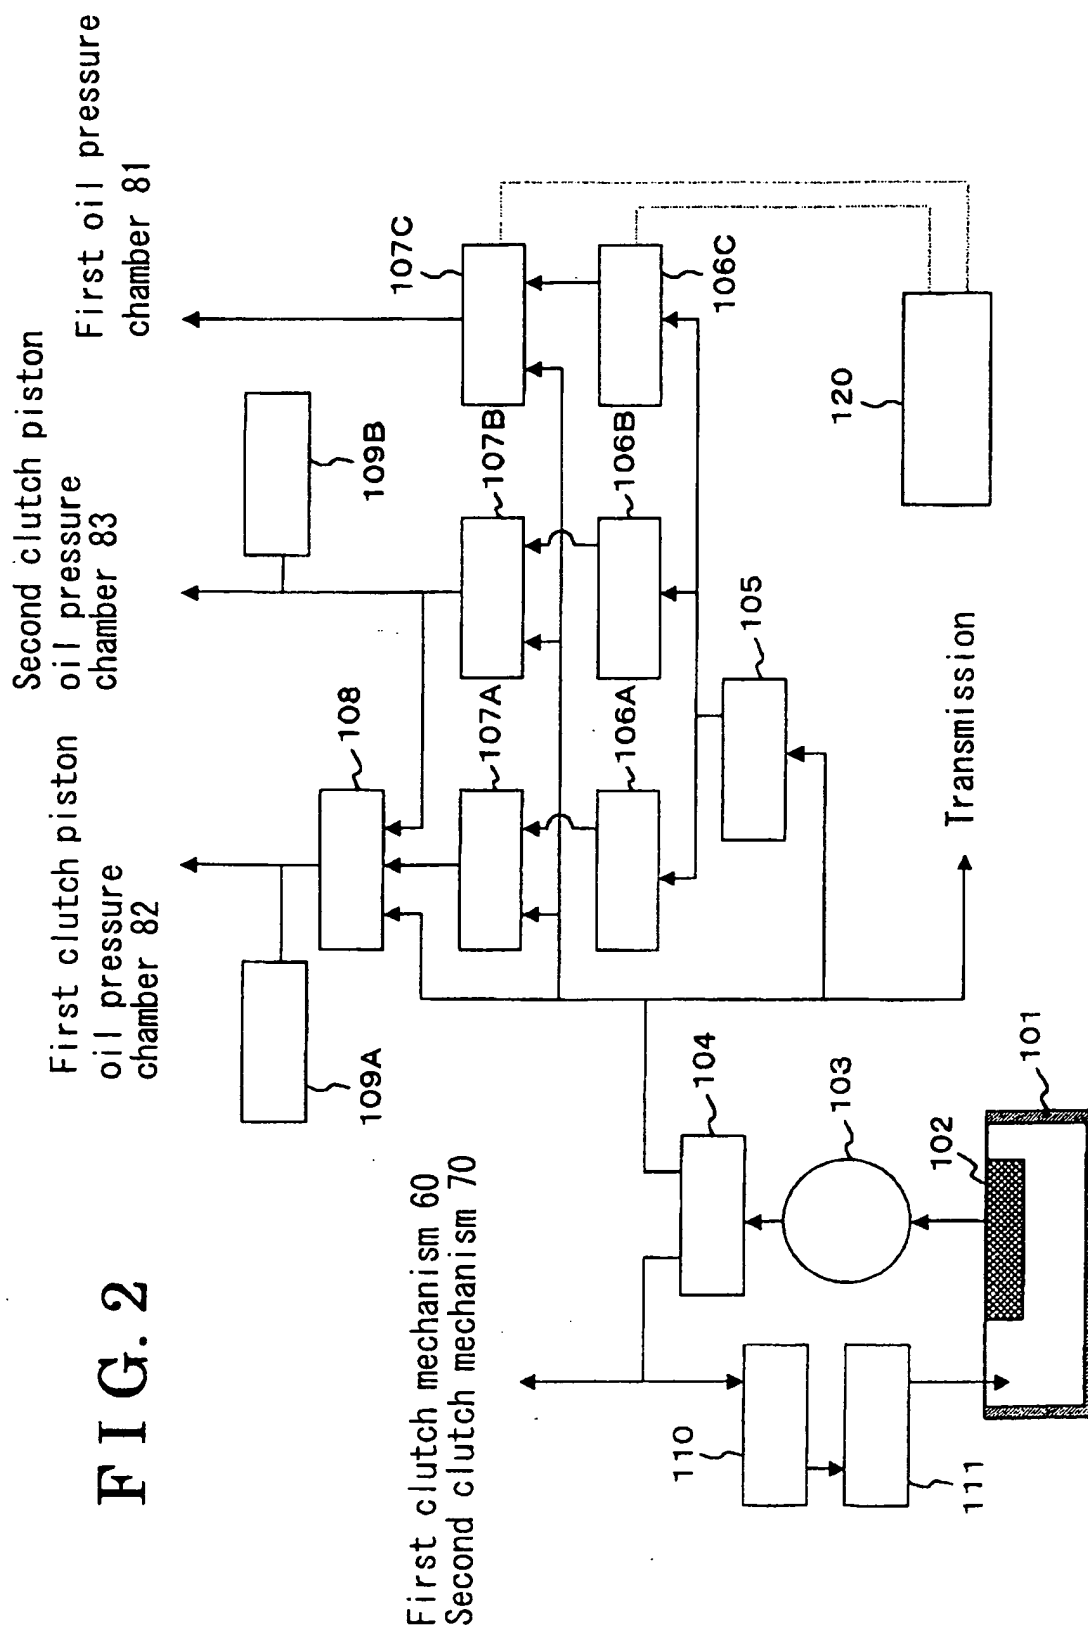 FIG. 2
First clutch mechanism 60
Second clutch mechanism 70
First clutch piston
oil pressure
chamber 82
Second clutch piston
oil pressure
chamber 83
First oil pressure
chamber 81
109A
109B
108
107A
107B
107C
106A
106B
106C
105
104
103
102
101
110
111
120
Transmission